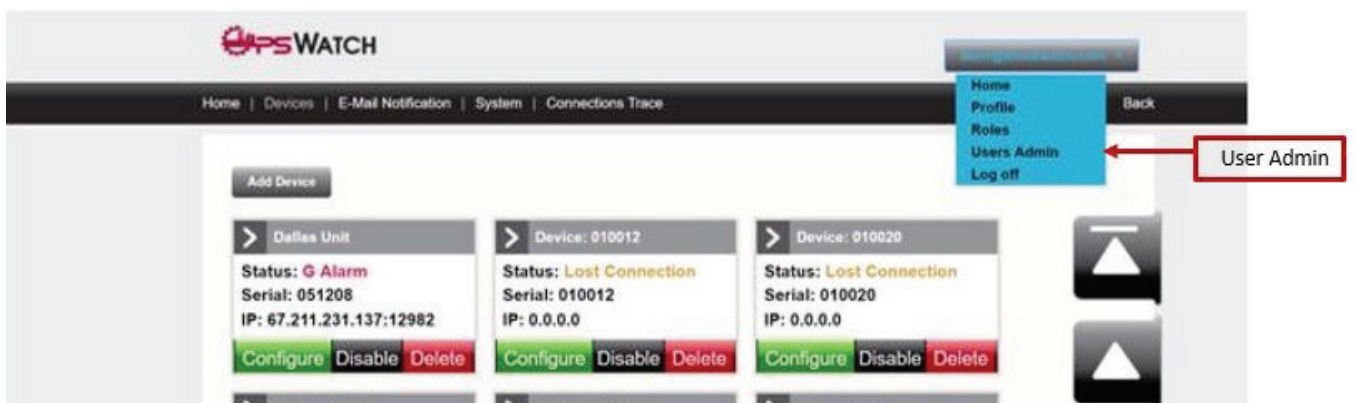 OPSWATCH
Home | Devices | E-Mail Notification | System | Connections Trace
Back
Home
Profile
Roles
Users Admin
Log off
User Admin
Add Device
Dallas Unit
Status: G Alarm
Serial: 051208
IP: 67.211.231.137:12982
Configure Disable Delete
Device: 010012
Status: Lost Connection
Serial: 010012
IP: 0.0.0.0
Configure Disable Delete
Device: 010020
Status: Lost Connection
Serial: 010020
IP: 0.0.0.0
Configure Disable Delete